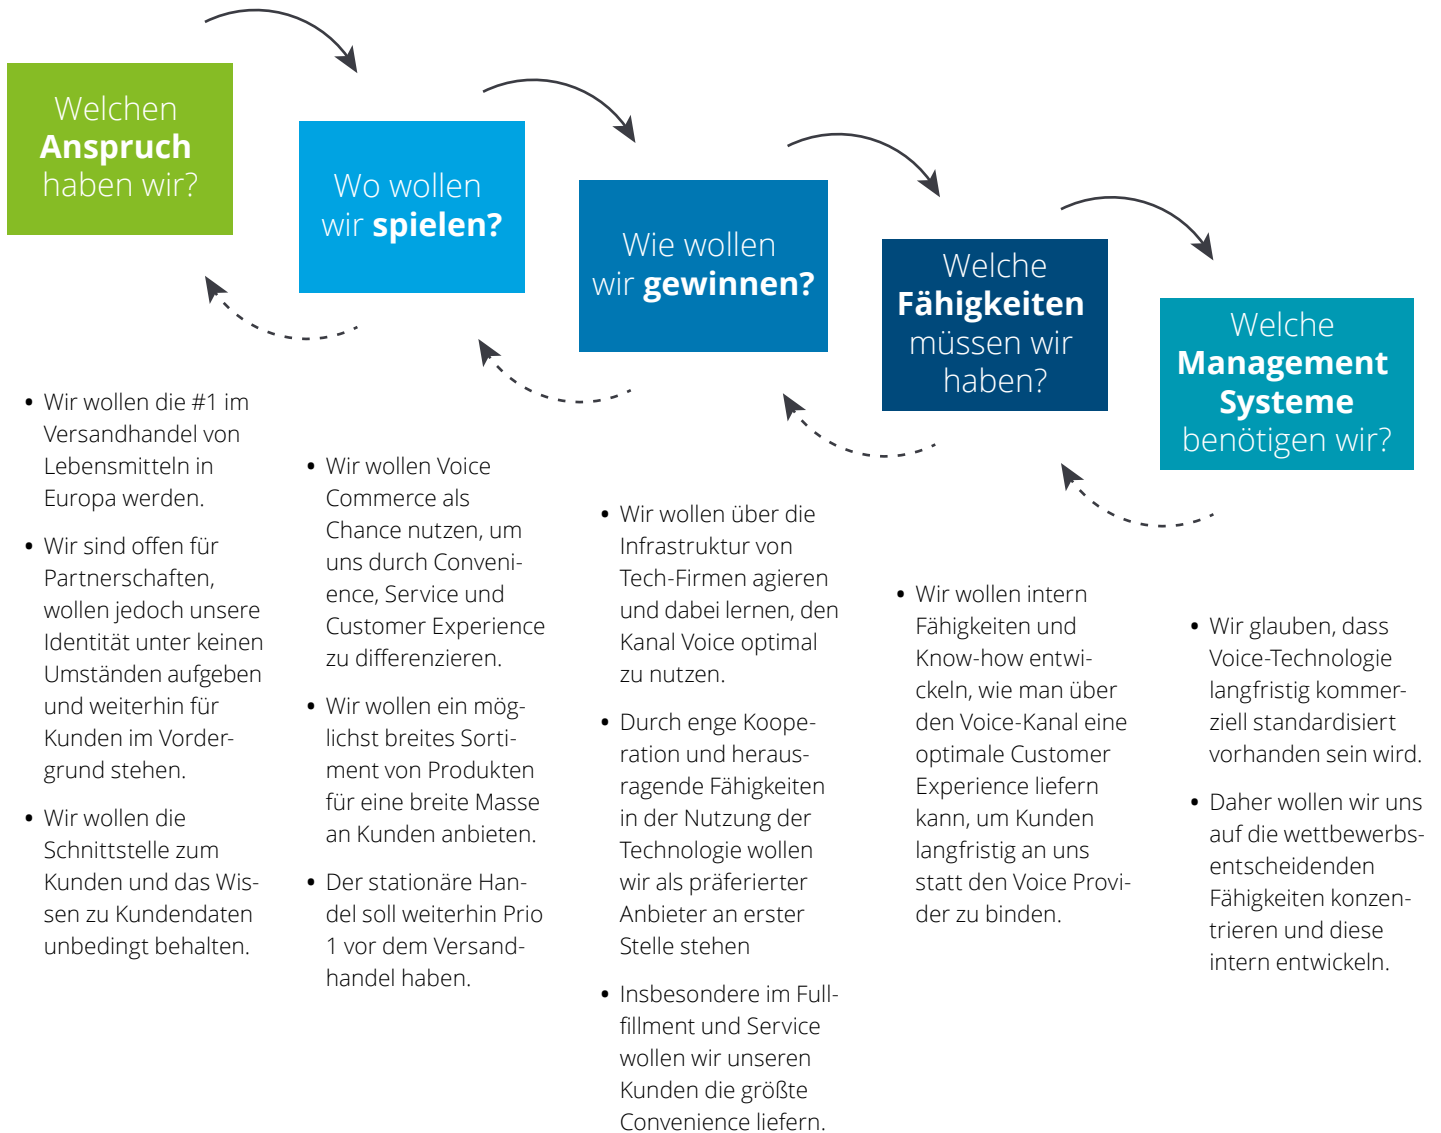 Welchen
Anspruch
haben wir?
Wo wollen
wir spielen?
Wie wollen
wir gewinnen?
Welche
Fähigkeiten
müssen wir
haben?
Welche
Management
Systeme
benötigen wir?
• Wir wollen die #1 im
Versandhandel von
Lebensmitteln in
Europa werden.
• Wir sind offen für
Partnerschaften,
wollen jedoch unsere
Identität unter keinen
Umständen aufgeben
und weiterhin für
Kunden im Vorder-
grund stehen.
• Wir wollen die
Schnittstelle zum
Kunden und das Wis-
sen zu Kundendaten
unbedingt behalten.
• Wir wollen Voice
Commerce als
Chance nutzen, um
uns durch Conveni-
ence, Service und
Customer Experience
zu differenzieren.
• Wir wollen ein mög-
lichst breites Sorti-
ment von Produkten
für eine breite Masse
an Kunden anbieten.
• Der stationäre Han-
del soll weiterhin Prio
1 vor dem Versand-
handel haben.
• Wir wollen über die
Infrastruktur von
Tech-Firmen agieren
und dabei lernen, den
Kanal Voice optimal
zu nutzen.
• Durch enge Koope-
ration und heraus-
ragende Fähigkeiten
in der Nutzung der
Technologie wollen
wir als präferierter
Anbieter an erster
Stelle stehen
• Insbesondere im Full-
fillment und Service
wollen wir unseren
Kunden die größte
Convenience liefern.
• Wir wollen intern
Fähigkeiten und
Know-how entwi-
ckeln, wie man über
den Voice-Kanal eine
optimale Customer
Experience liefern
kann, um Kunden
langfristig an uns
statt den Voice Provi-
der zu binden.
• Wir glauben, dass
Voice-Technologie
langfristig kommer-
ziell standardisiert
vorhanden sein wird.
• Daher wollen wir uns
auf die wettbewerbs-
entscheidenden
Fähigkeiten konzen-
trieren und diese
intern entwickeln.